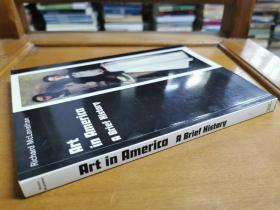 Richard McLanathan
Art
in America
A Brief History
Art in America A Brief History